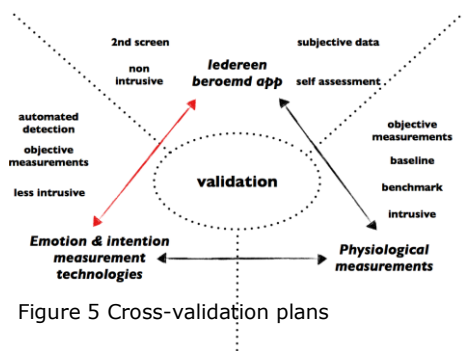 2nd screen
non
intrusive
Iedereen
beroemd app
subjective data
self assessment
automated
detection
objective
measurements
less intrusive
validation
objective
measurements
baseline
benchmark
intrusive
Emotion & intention
measurement
technologies
Physiological
measurements
Figure 5 Cross-validation plans